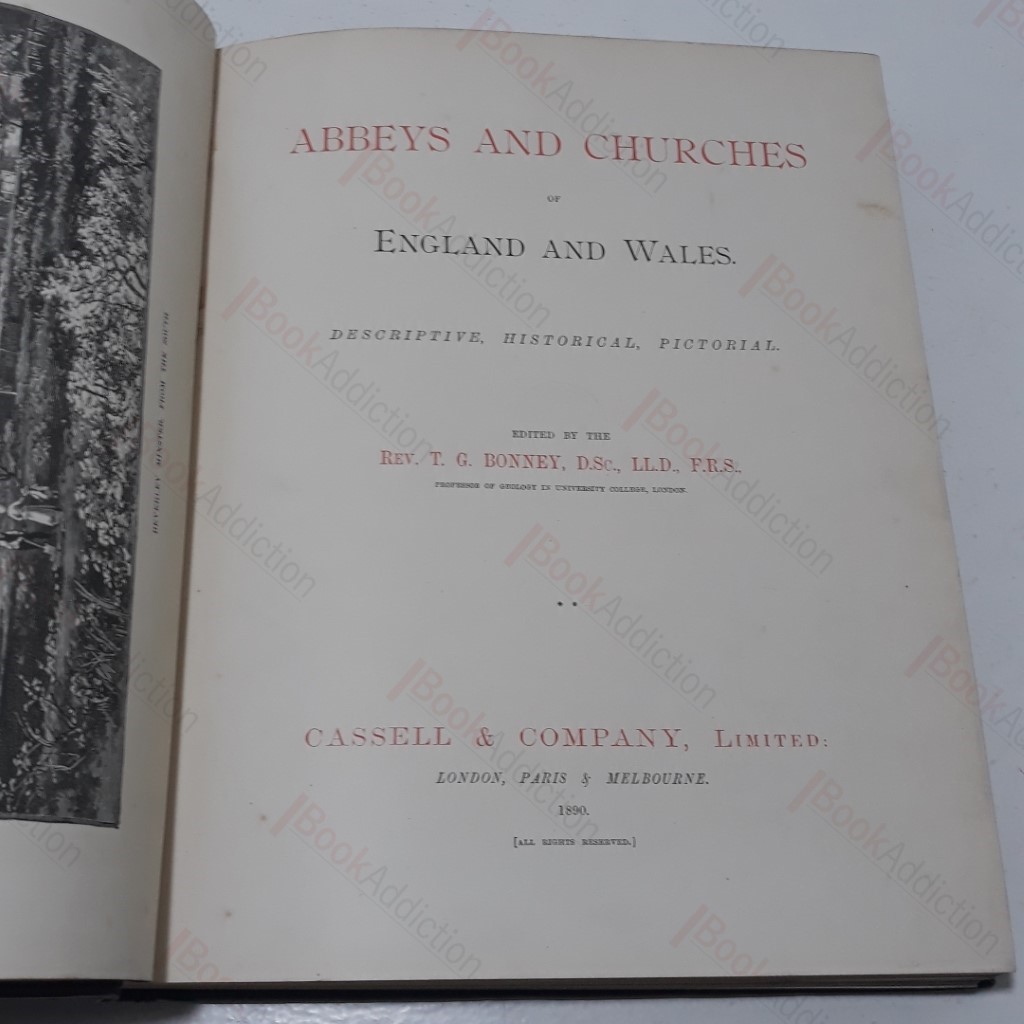 BEVERLEY MINSTER, FROM THE SOUTH
ABBEYS AND CHURCHES
OF
ENGLAND AND WALES.
DESCRIPTIVE, HISTORICAL, PICTORIAL.
EDITED BY THE
REV. T. G. BONNEY, D.SC., LL.D., F.R.S.,
PROFESSOR OF GEOLOGY IN UNIVERSITY COLLEGE, LONDON.
CASSELL & COMPANY, LIMITED:
LONDON, PARIS & MELBOURNE.
1890.
[ALL RIGHTS RESERVED.]
BookAddiction